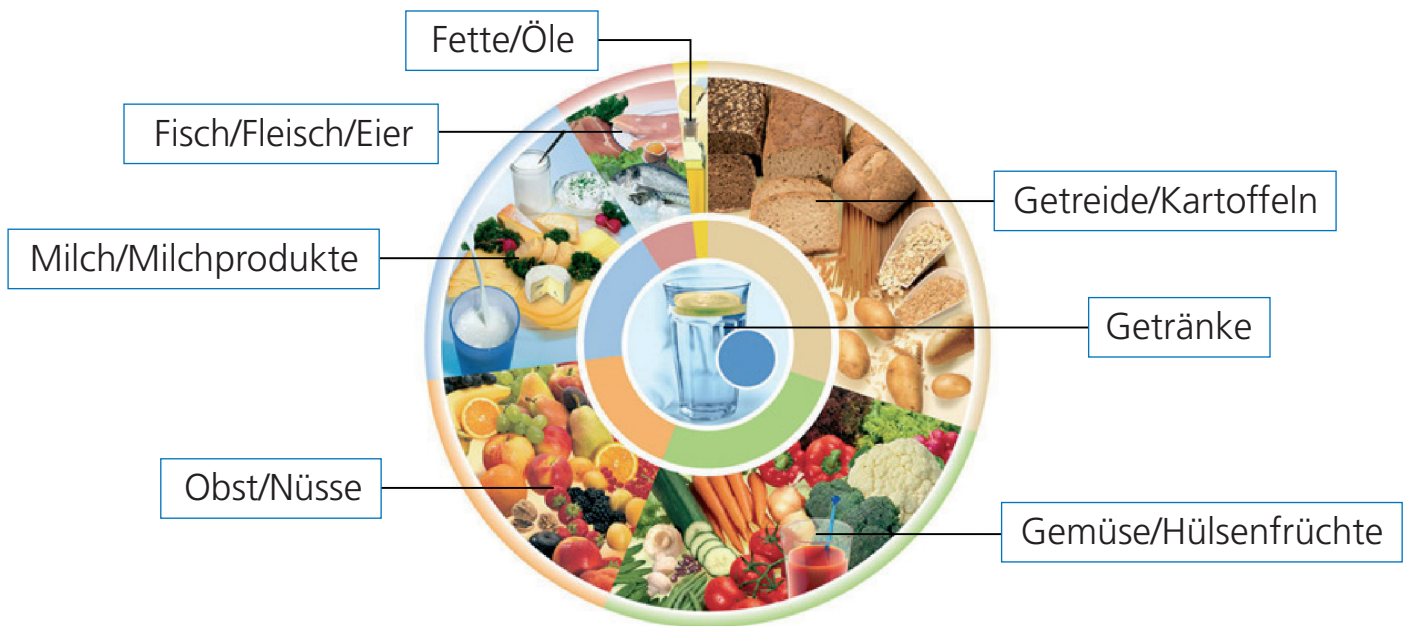 Fette/Öle
Fisch/Fleisch/Eier
Getreide/Kartoffeln
Milch/Milchprodukte
Getränke
Obst/Nüsse
Gemüse/Hülsenfrüchte